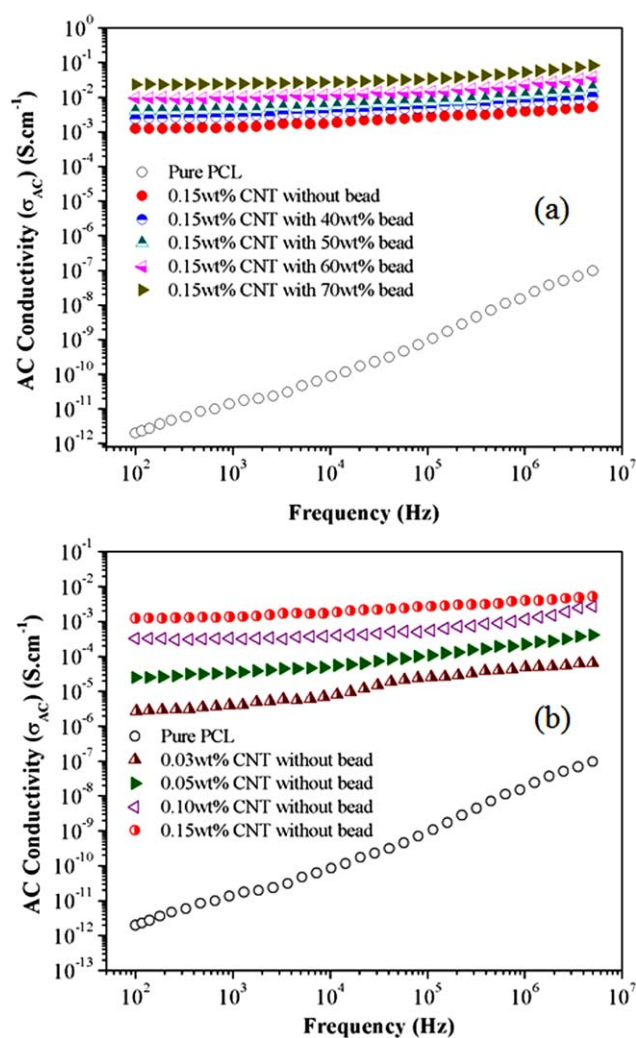 10⁰
10⁻¹
10⁻²
10⁻³
10⁻⁴
10⁻⁵
10⁻⁶
10⁻⁷
10⁻⁸
10⁻⁹
10⁻¹⁰
10⁻¹¹
10⁻¹²
AC Conductivity (σ_AC) (S.cm⁻¹)
Pure PCL
0.15wt% CNT without bead
0.15wt% CNT with 40wt% bead
0.15wt% CNT with 50wt% bead
0.15wt% CNT with 60wt% bead
0.15wt% CNT with 70wt% bead
(a)
10² 10³ 10⁴ 10⁵ 10⁶ 10⁷
Frequency (Hz)
10⁻¹
10⁻²
10⁻³
10⁻⁴
10⁻⁵
10⁻⁶
10⁻⁷
10⁻⁸
10⁻⁹
10⁻¹⁰
10⁻¹¹
10⁻¹²
10⁻¹³
AC Conductivity (σ_AC) (S.cm⁻¹)
Pure PCL
0.03wt% CNT without bead
0.05wt% CNT without bead
0.10wt% CNT without bead
0.15wt% CNT without bead
(b)
10² 10³ 10⁴ 10⁵ 10⁶ 10⁷
Frequency (Hz)